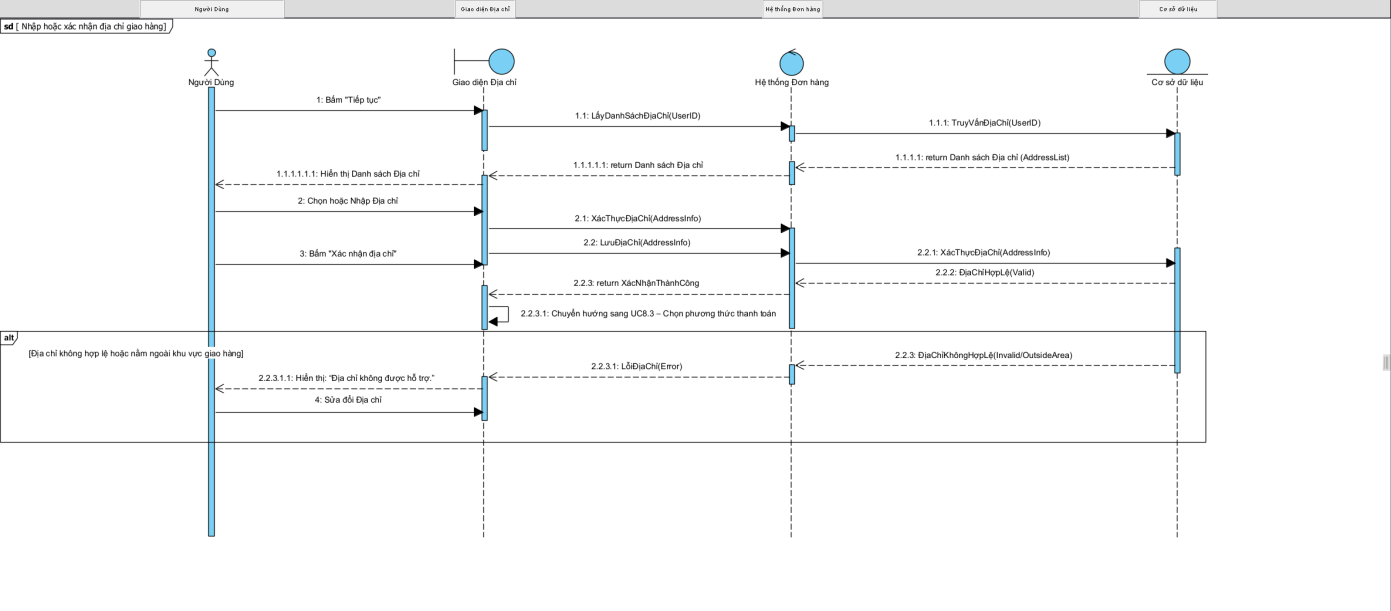 Người Dùng
Giao diện Địa chỉ
Hệ thống Đơn hàng
Cơ sở dữ liệu
sd [ Nhập hoặc xác nhận địa chỉ giao hàng]
Người Dùng
Giao diện Địa chỉ
Hệ thống Đơn hàng
Cơ sở dữ liệu
1: Bấm "Tiếp tục"
1.1: LấyDanhSáchĐịaChỉ(UserID)
1.1.1: TruyVấnĐịaChỉ(UserID)
1.1.1.1: return Danh sách Địa chỉ (AddressList)
1.1.1.1.1: return Danh sách Địa chỉ
1.1.1.1.1.1: Hiển thị Danh sách Địa chỉ
2: Chọn hoặc Nhập Địa chỉ
2.1: XácThựcĐịaChỉ(AddressInfo)
2.2: LưuĐịaChỉ(AddressInfo)
3: Bấm "Xác nhận địa chỉ"
2.2.1: XácThựcĐịaChỉ(AddressInfo)
2.2.2: ĐịaChỉHợpLệ(Valid)
2.2.3: return XácNhậnThànhCông
2.2.3.1: Chuyển hướng sang UC8.3 – Chọn phương thức thanh toán
alt
[Địa chỉ không hợp lệ hoặc nằm ngoài khu vực giao hàng]
2.2.3: ĐịaChỉKhôngHợpLệ(Invalid/OutsideArea)
2.2.3.1: LỗiĐịaChỉ(Error)
2.2.3.1.1: Hiển thị: “Địa chỉ không được hỗ trợ.”
4: Sửa đổi Địa chỉ